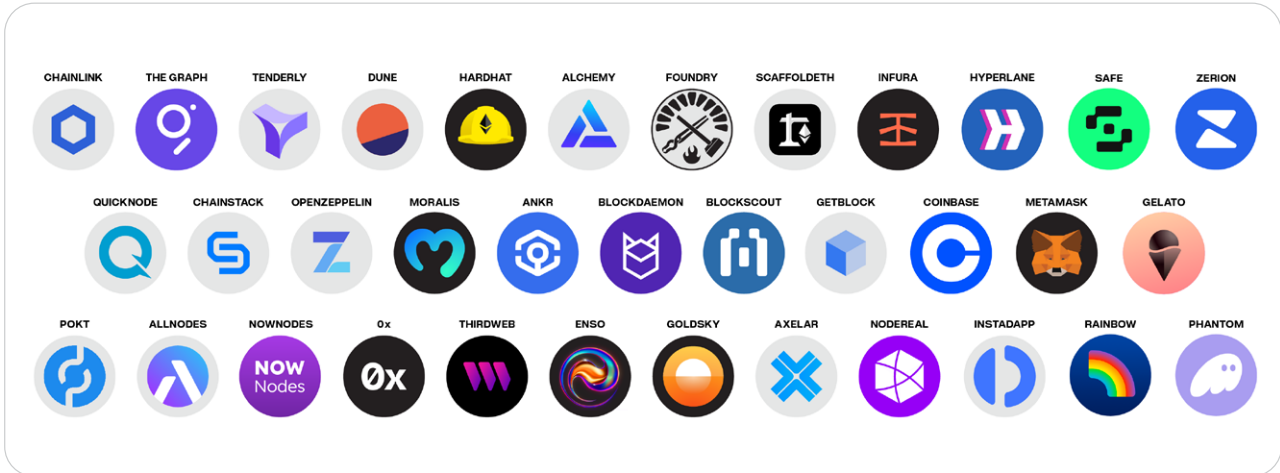 CHAINLINK THE GRAPH TENDERLY DUNE HARDHAT ALCHEMY FOUNDRY SCAFFOLDETH INFURA HYPERLANE SAFE ZERION
QUICKNODE CHAINSTACK OPENZEPPELIN MORALIS ANKR BLOCKDAEMON BLOCKSCOUT GETBLOCK COINBASE METAMASK GELATO
POKT ALLNODES NOWNODES 0x THIRDWEB ENSO GOLDSKY AXELAR NODEREAL INSTADAPP RAINBOW PHANTOM
NOW
Nodes
0x